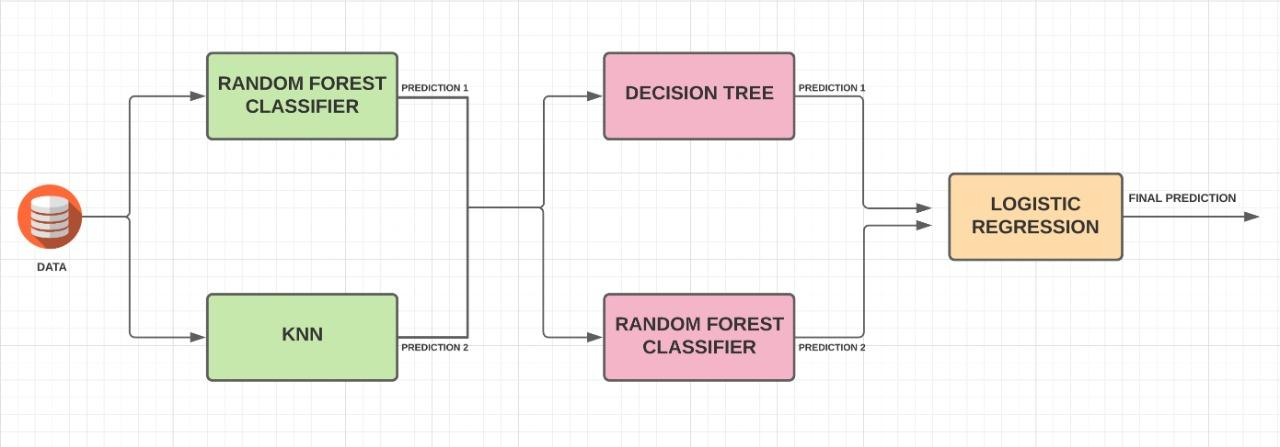 DATA
RANDOM FOREST
CLASSIFIER
PREDICTION 1
KNN
PREDICTION 2
DECISION TREE
PREDICTION 1
RANDOM FOREST
CLASSIFIER
PREDICTION 2
LOGISTIC
REGRESSION
FINAL PREDICTION